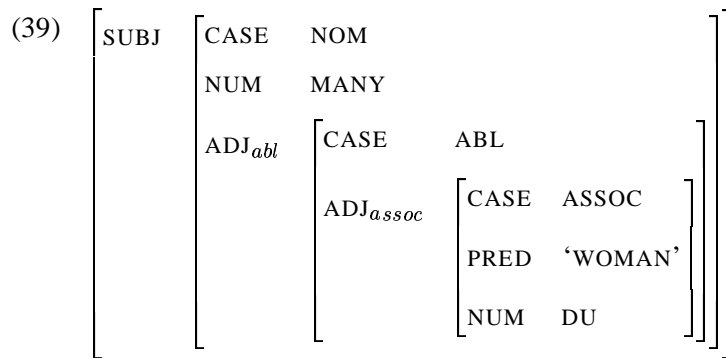 (39) SUBJ CASE NOM
NUM MANY
ADJabl CASE ABL
ADJassoc CASE ASSOC
PRED ‘WOMAN’
NUM DU